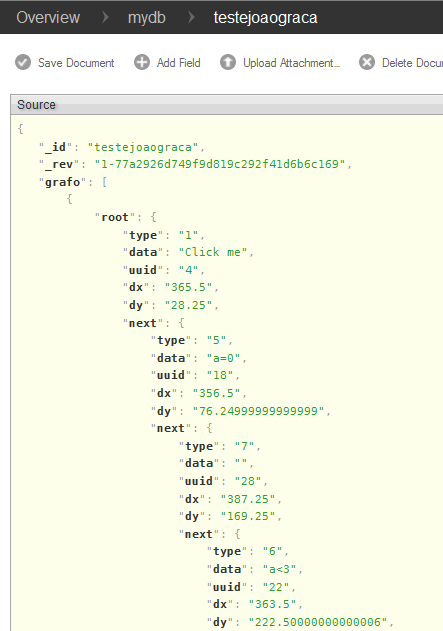 Overview > mydb > testejoaograca
Save Document Add Field Upload Attachment... Delete Docu
Source
{
"_id": "testejoaograca",
"_rev": "1-77a2926d749f9d819c292f41d6b6c169",
"grafo": [
{
"root": {
"type": "1",
"data": "Click me",
"uuid": "4",
"dx": "365.5",
"dy": "28.25",
"next": {
"type": "5",
"data": "a=0",
"uuid": "18",
"dx": "356.5",
"dy": "76.24999999999999",
"next": {
"type": "7",
"data": "",
"uuid": "28",
"dx": "387.25",
"dy": "169.25",
"next": {
"type": "6",
"data": "a<3",
"uuid": "22",
"dx": "363.5",
"dy": "222.50000000000006",